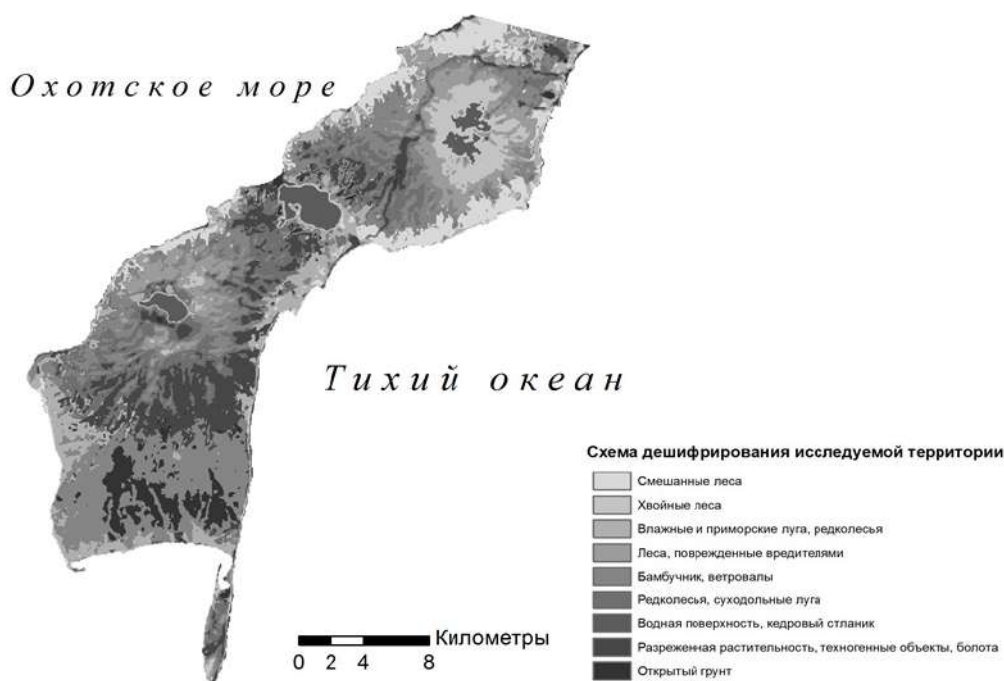 Охотское море
Тихий океан
Схема дешифрирования исследуемой территории
Смешанные леса
Хвойные леса
Влажные и приморские луга, редколесья
Леса, поврежденные вредителями
Бамбучник, ветровалы
Редколесья, суходольные луга
Водная поверхность, кедровый стланик
Разреженная растительность, техногенные объекты, болота
Открытый грунт
Километры
0 2 4 8